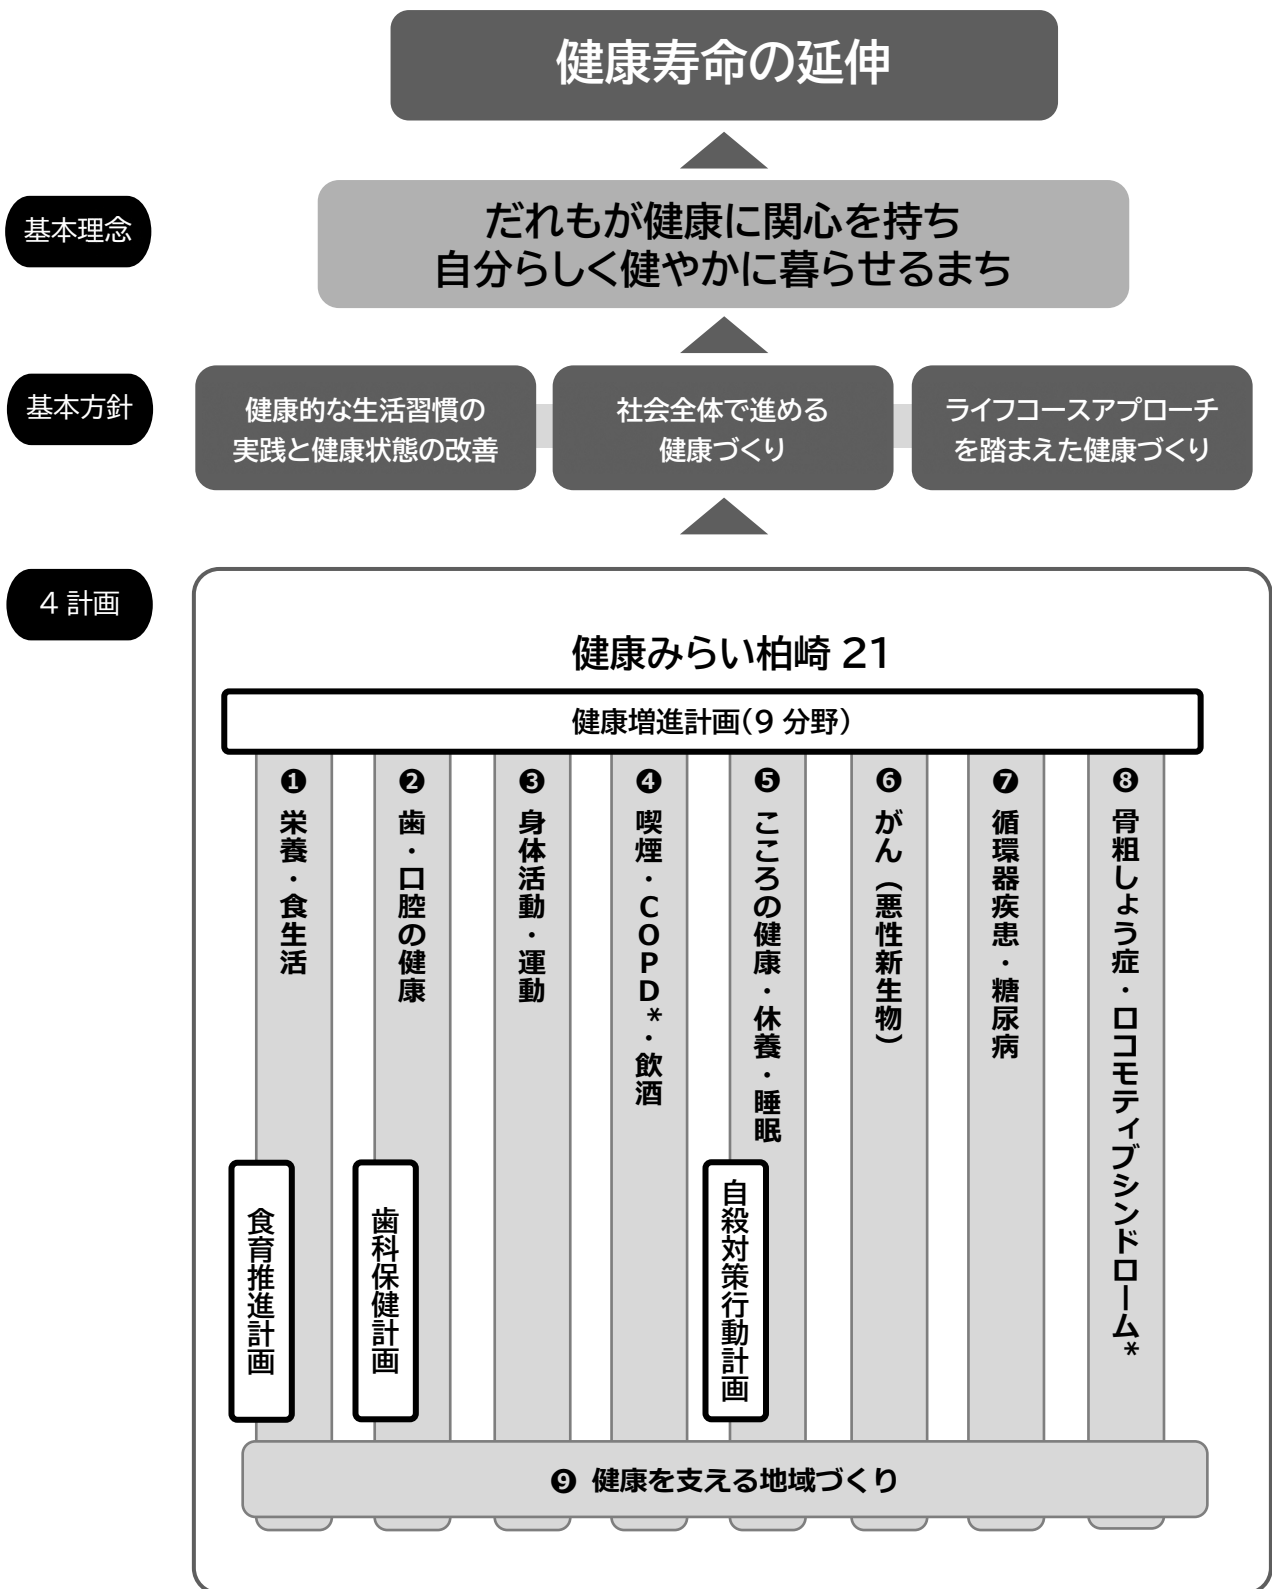 健康寿命の延伸
基本理念
だれもが健康に関心を持ち
自分らしく健やかに暮らせるまち
基本方針
健康的な生活習慣の
実践と健康状態の改善
社会全体で進める
健康づくり
ライフコースアプローチ
を踏まえた健康づくり
4 計画
健康みらい柏崎 21
健康増進計画(9 分野)
❶ 栄養・食生活
❷ 歯・口腔の健康
❸ 身体活動・運動
❹ 喫煙・COPD*・飲酒
❺ こころの健康・休養・睡眠
❻ がん(悪性新生物)
❼ 循環器疾患・糖尿病
❽ 骨粗しょう症・ロコモティブシンドローム*
食育推進計画
歯科保健計画
自殺対策行動計画
❾ 健康を支える地域づくり